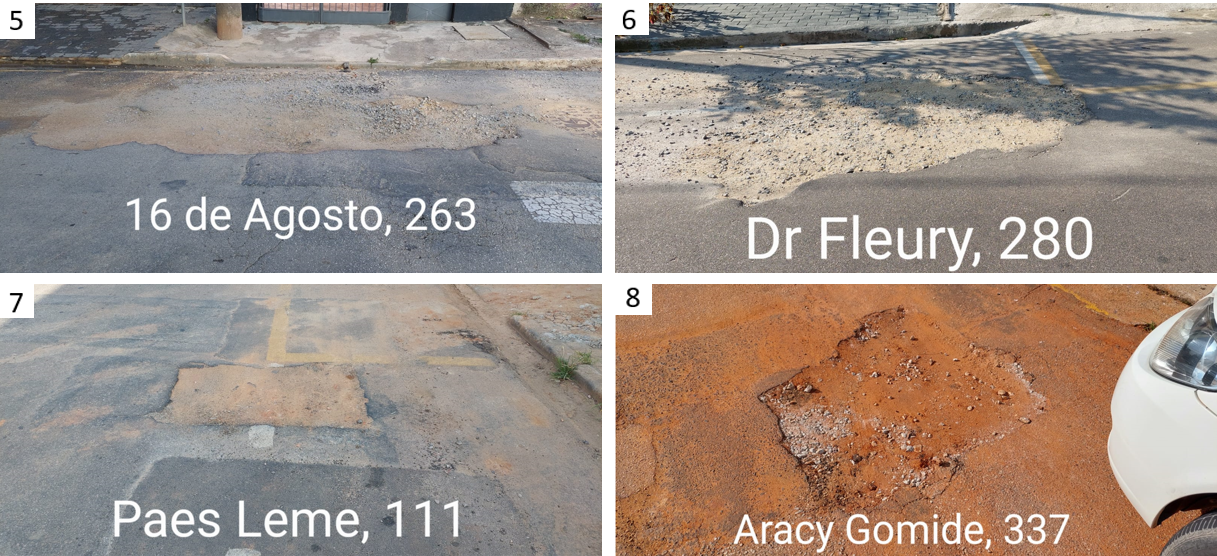 5
16 de Agosto, 263
6
Dr Fleury, 280
7
Paes Leme, 111
8
Aracy Gomide, 337